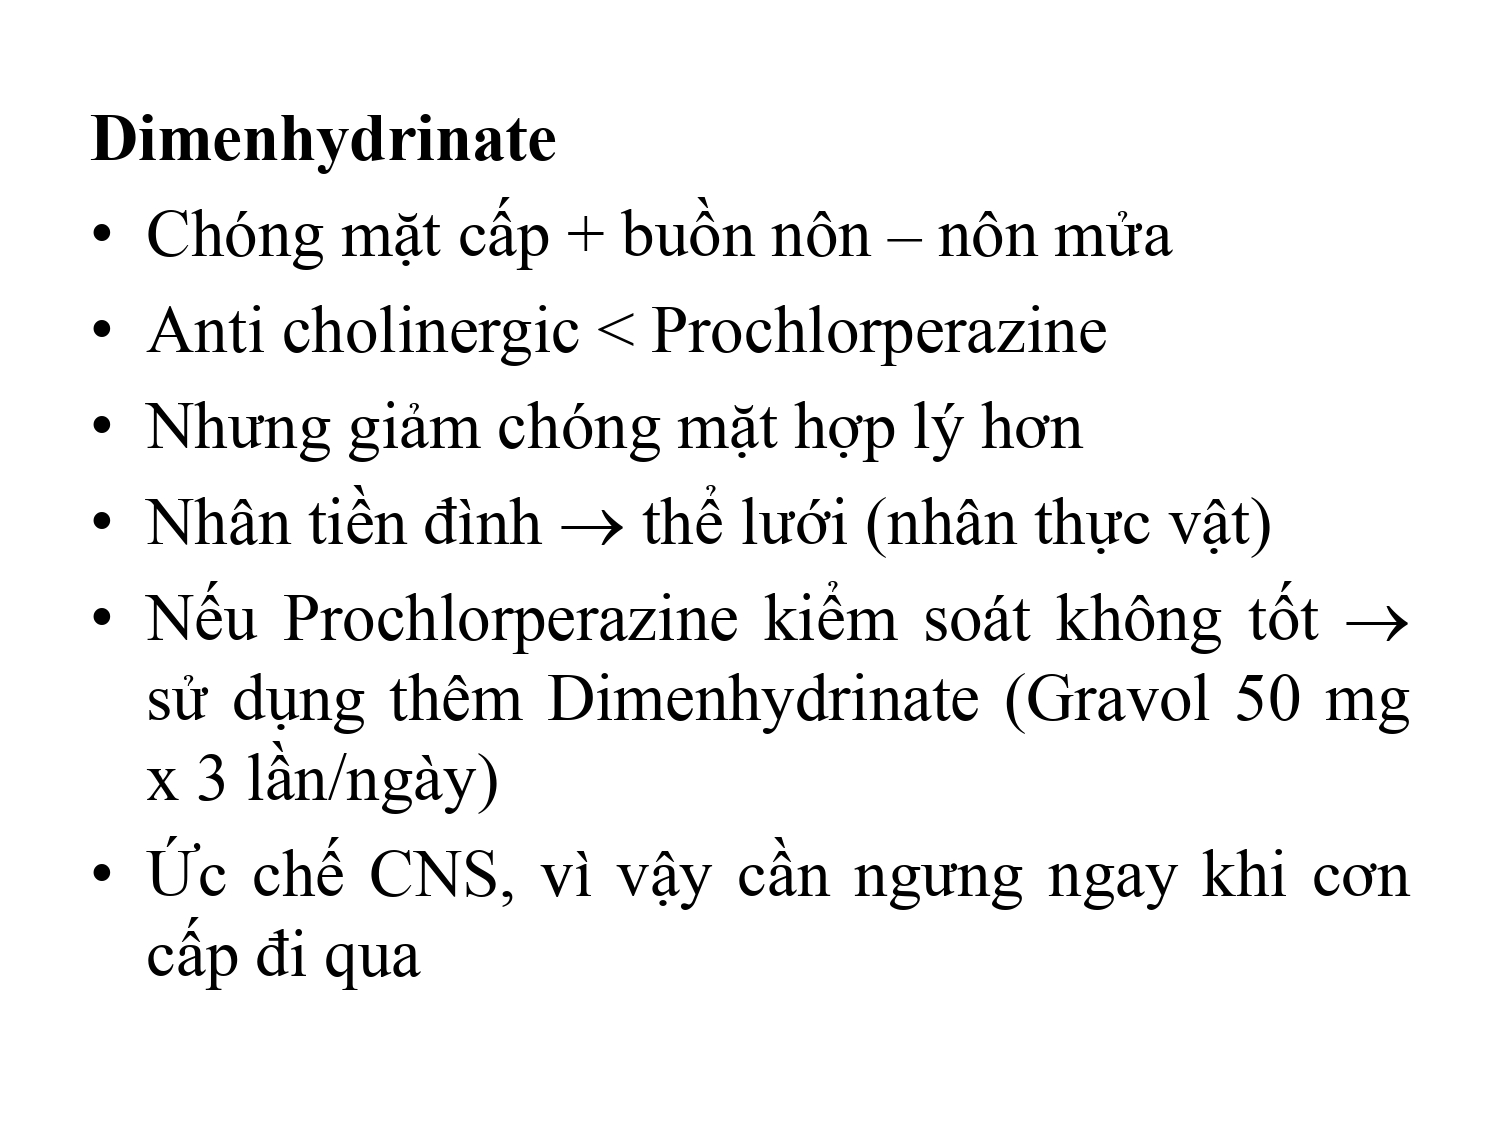 Dimenhydrinate
• Chóng mặt cấp + buồn nôn – nôn mửa
• Anti cholinergic < Prochlorperazine
• Nhưng giảm chóng mặt hợp lý hơn
• Nhân tiền đình → thể lưới (nhân thực vật)
• Nếu Prochlorperazine kiểm soát không tốt →
sử dụng thêm Dimenhydrinate (Gravol 50 mg
x 3 lần/ngày)
• Ức chế CNS, vì vậy cần ngưng ngay khi cơn
cấp đi qua